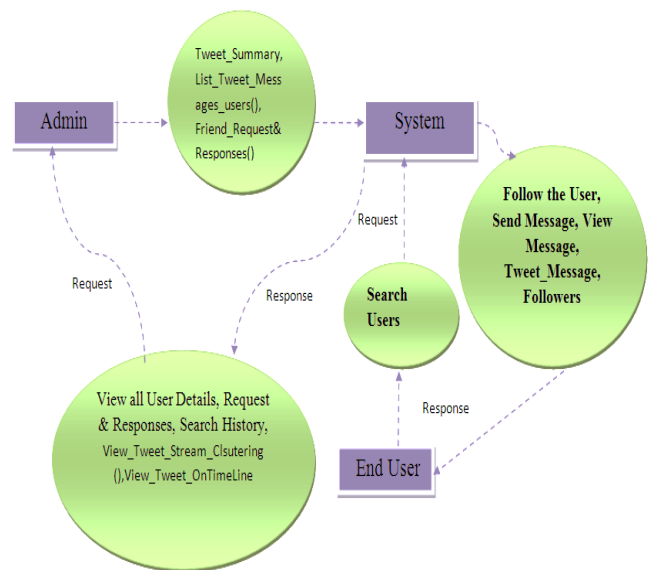 Tweet_Summary,
List_Tweet_Mess
ages_users(),
Friend_Request&
Responses()
Admin
System
Follow the User,
Send Message, View
Message,
Tweet_Message,
Followers
Request
Search
Users
Request
Response
View all User Details, Request
& Responses, Search History,
View_Tweet_Stream_Clsutering
(),View_Tweet_OnTimeLine
Response
End User